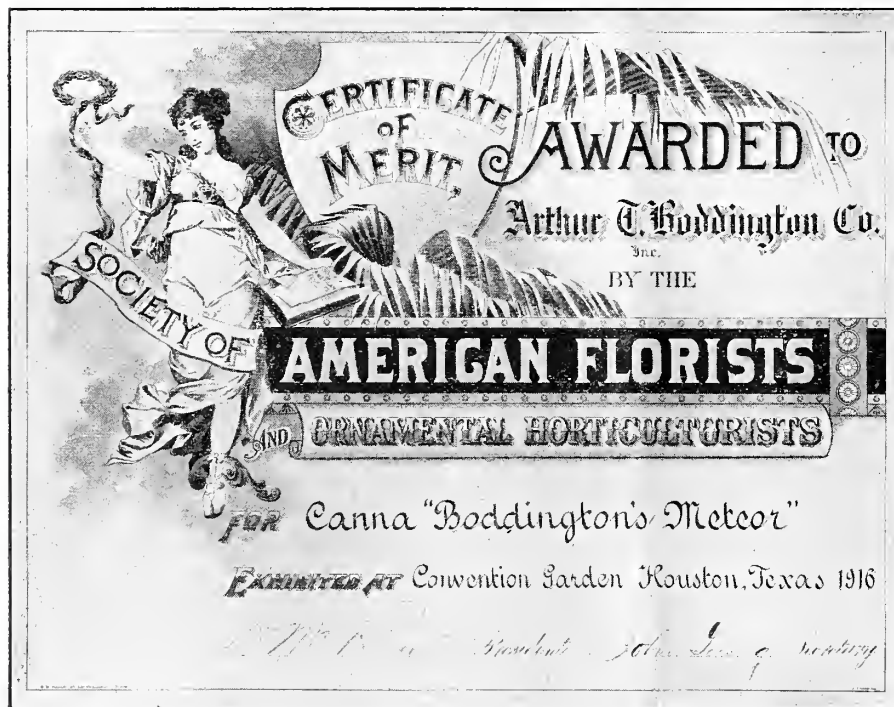 CERTIFICATE
OF
MERIT,
AWARDED TO
Arthur T. Boddington Co.
Inc.
BY THE
SOCIETY OF
AMERICAN FLORISTS
AND ORNAMENTAL HORTICULTURISTS
FOR Canna "Boddington's Meteor"
EXHIBITED AT Convention Garden Houston, Texas 1916
President John Secretary